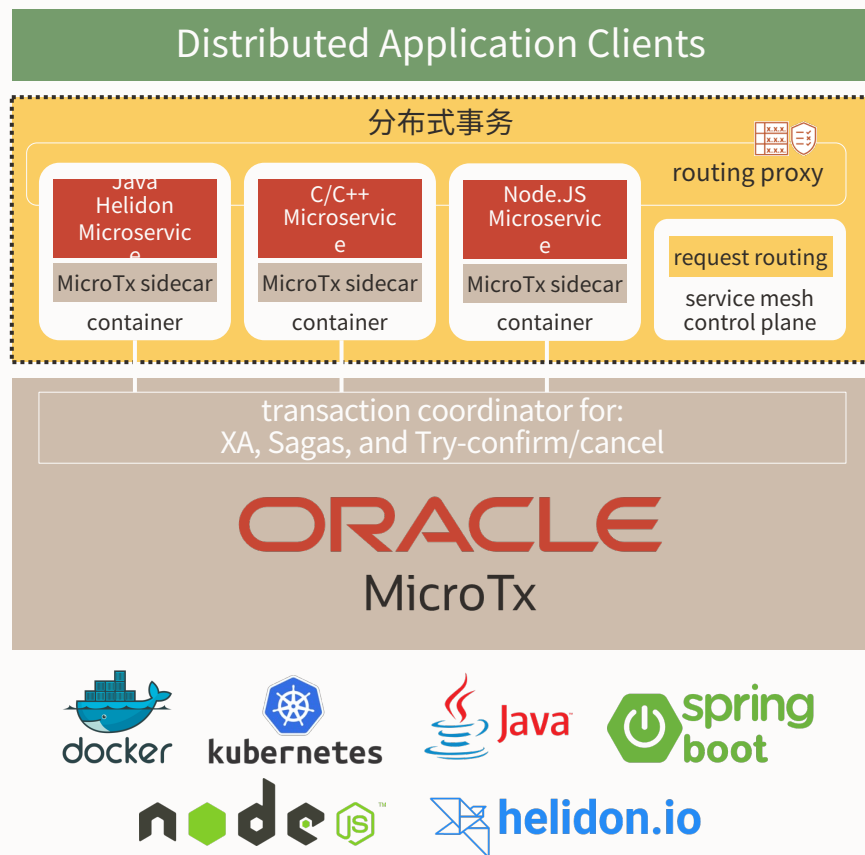 Distributed Application Clients
分布式事务
x.x.x.
x.x.x.
x.x.x.
routing proxy
Java
Helidon
Microservic
e
MicroTx sidecar
container
C/C++
Microservic
e
MicroTx sidecar
container
Node.JS
Microservic
e
MicroTx sidecar
container
request routing
service mesh
control plane
transaction coordinator for:
XA, Sagas, and Try-confirm/cancel
ORACLE
MicroTx
docker
kubernetes
Java™
spring
boot
node JS™
helidon.io